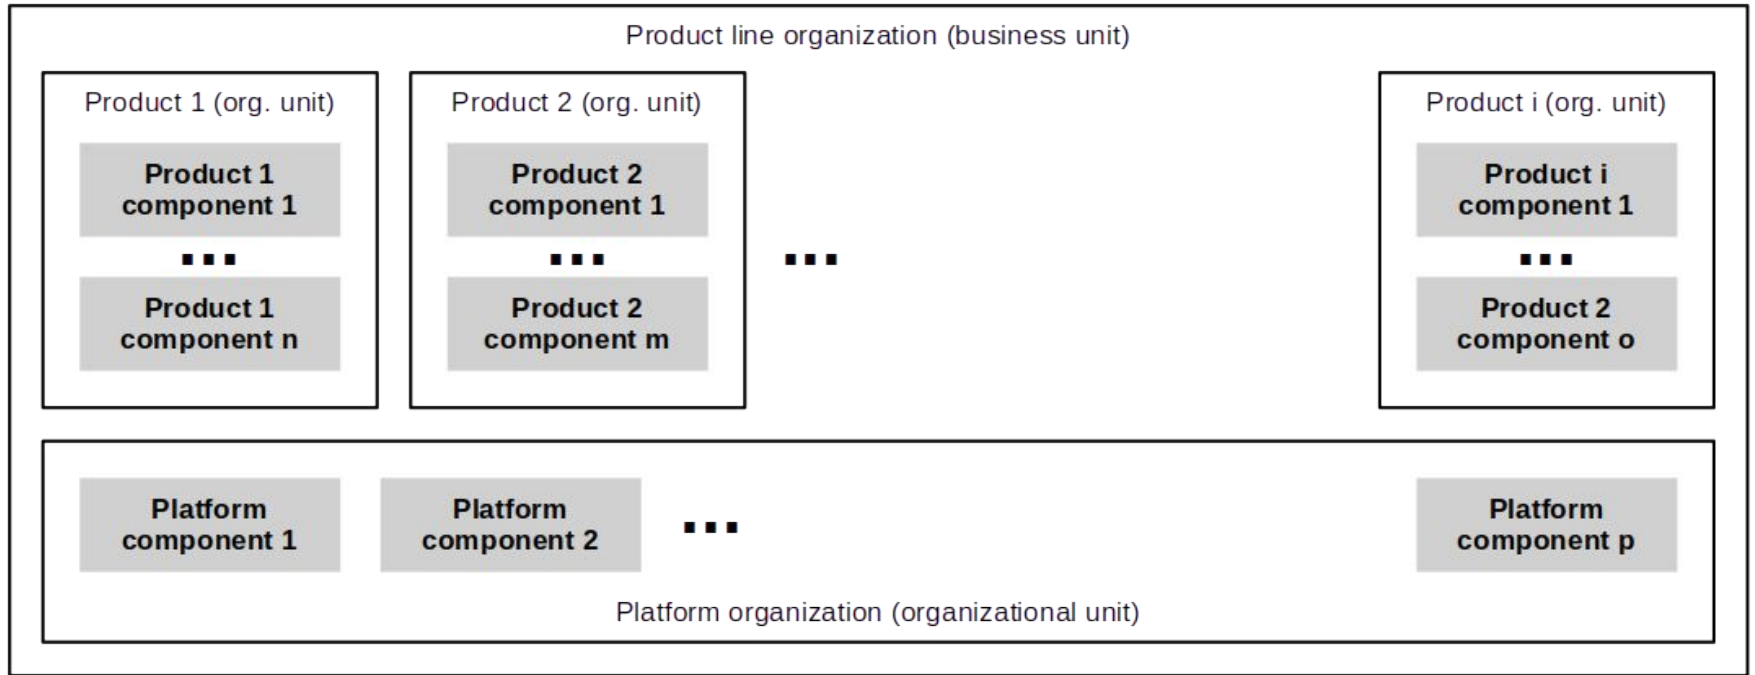 Product line organization (business unit)
Product 1 (org. unit)
Product 1
component 1
...
Product 1
component n
Product 2 (org. unit)
Product 2
component 1
...
Product 2
component m
...
Product i (org. unit)
Product i
component 1
...
Product 2
component o
Platform
component 1
Platform
component 2
...
Platform
component p
Platform organization (organizational unit)